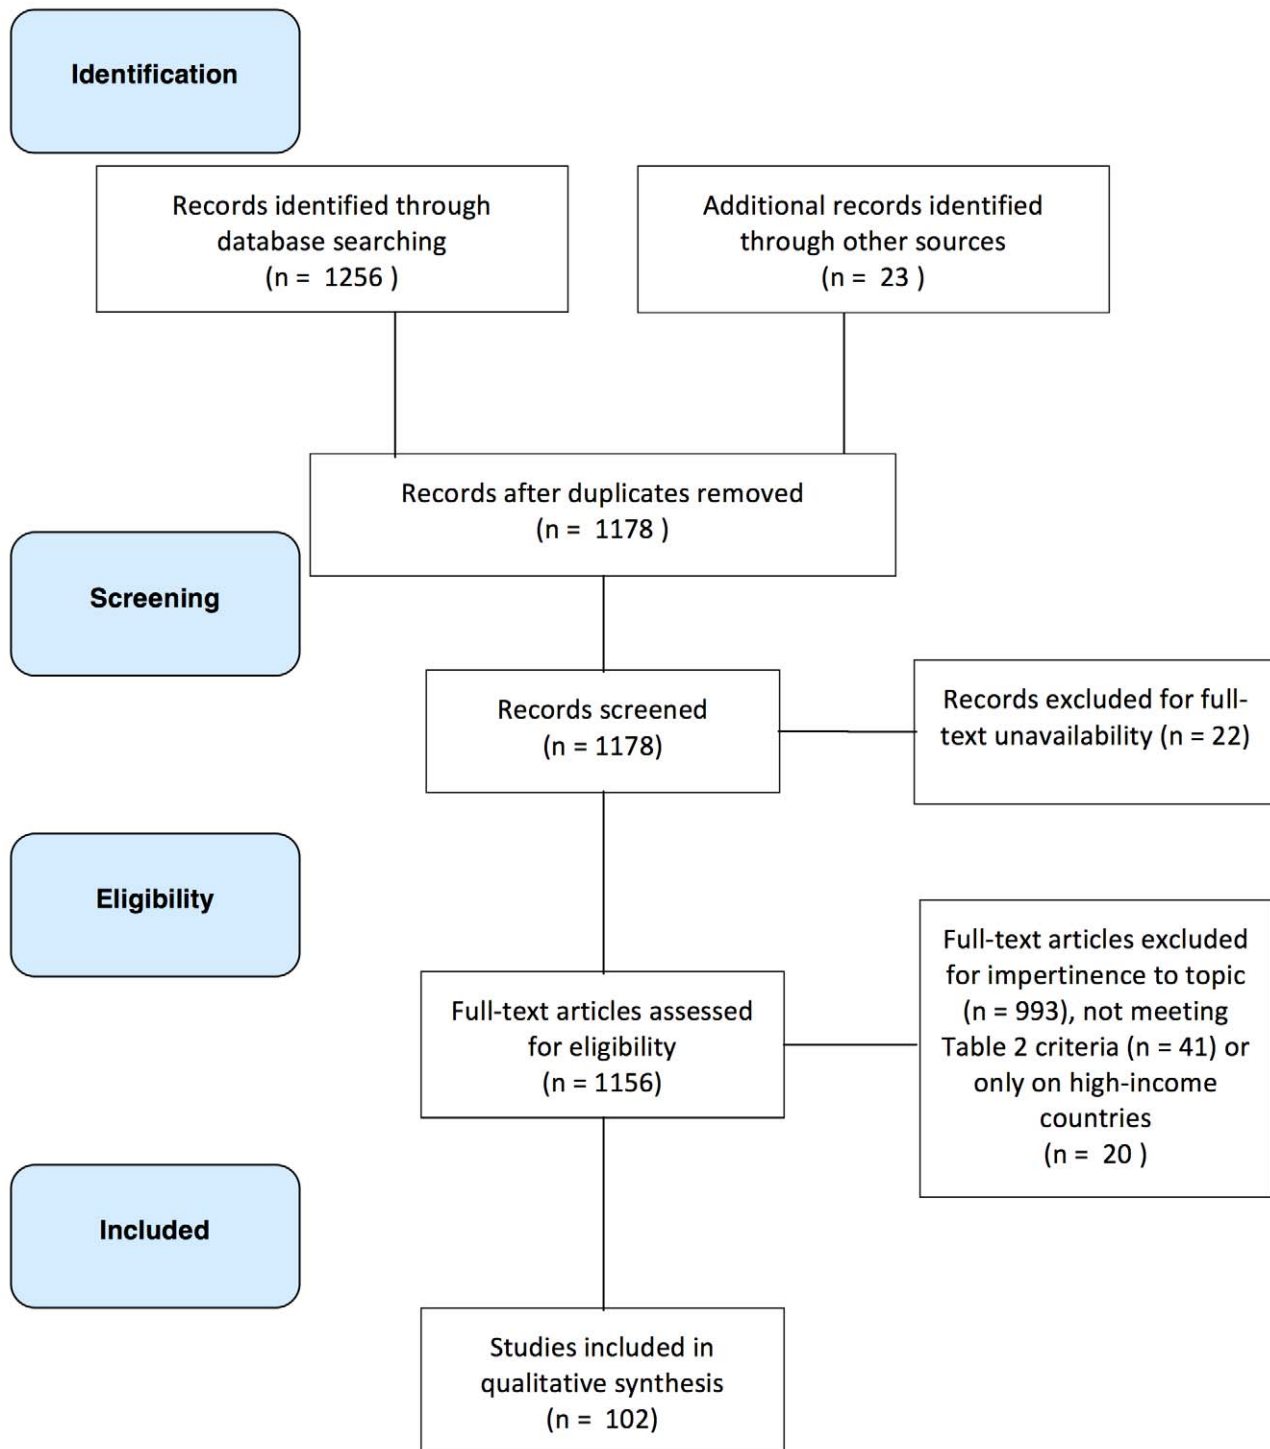 Identification
Records identified through
database searching
(n = 1256 )
Additional records identified
through other sources
(n = 23 )
Records after duplicates removed
(n = 1178 )
Screening
Records screened
(n = 1178)
Records excluded for full-
text unavailability (n = 22)
Eligibility
Full-text articles assessed
for eligibility
(n = 1156)
Full-text articles excluded
for impertinence to topic
(n = 993), not meeting
Table 2 criteria (n = 41) or
only on high-income
countries
(n = 20 )
Included
Studies included in
qualitative synthesis
(n = 102)